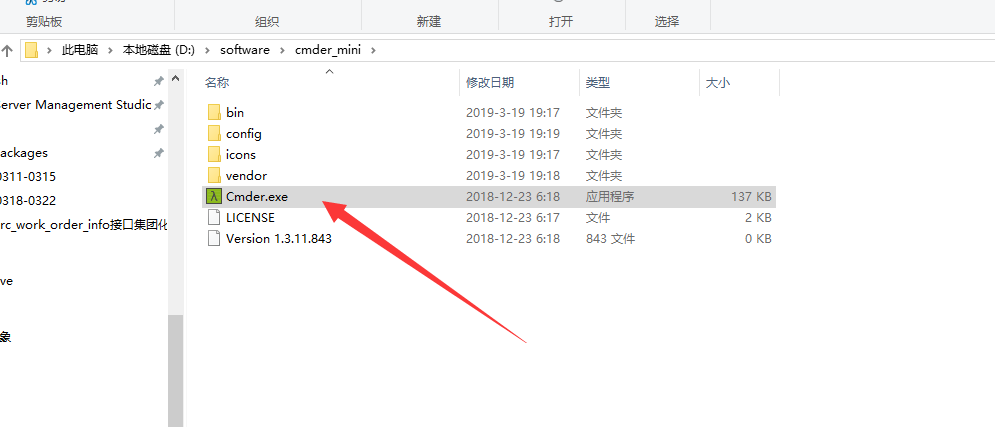 剪贴板 组织 新建 打开 选择
此电脑 本地磁盘 (D:) software cmder_mini
名称 修改日期 类型 大小
bin 2019-3-19 19:17 文件夹
config 2019-3-19 19:19 文件夹
icons 2019-3-19 19:17 文件夹
vendor 2019-3-19 19:18 文件夹
Cmder.exe 2018-12-23 6:18 应用程序 137 KB
LICENSE 2018-12-23 6:17 文件 2 KB
Version 1.3.11.843 2018-12-23 6:18 843 文件 0 KB
erver Management Studic
ackages
0311-0315
0318-0322
rc_work_order_info接口集团化
ve
象